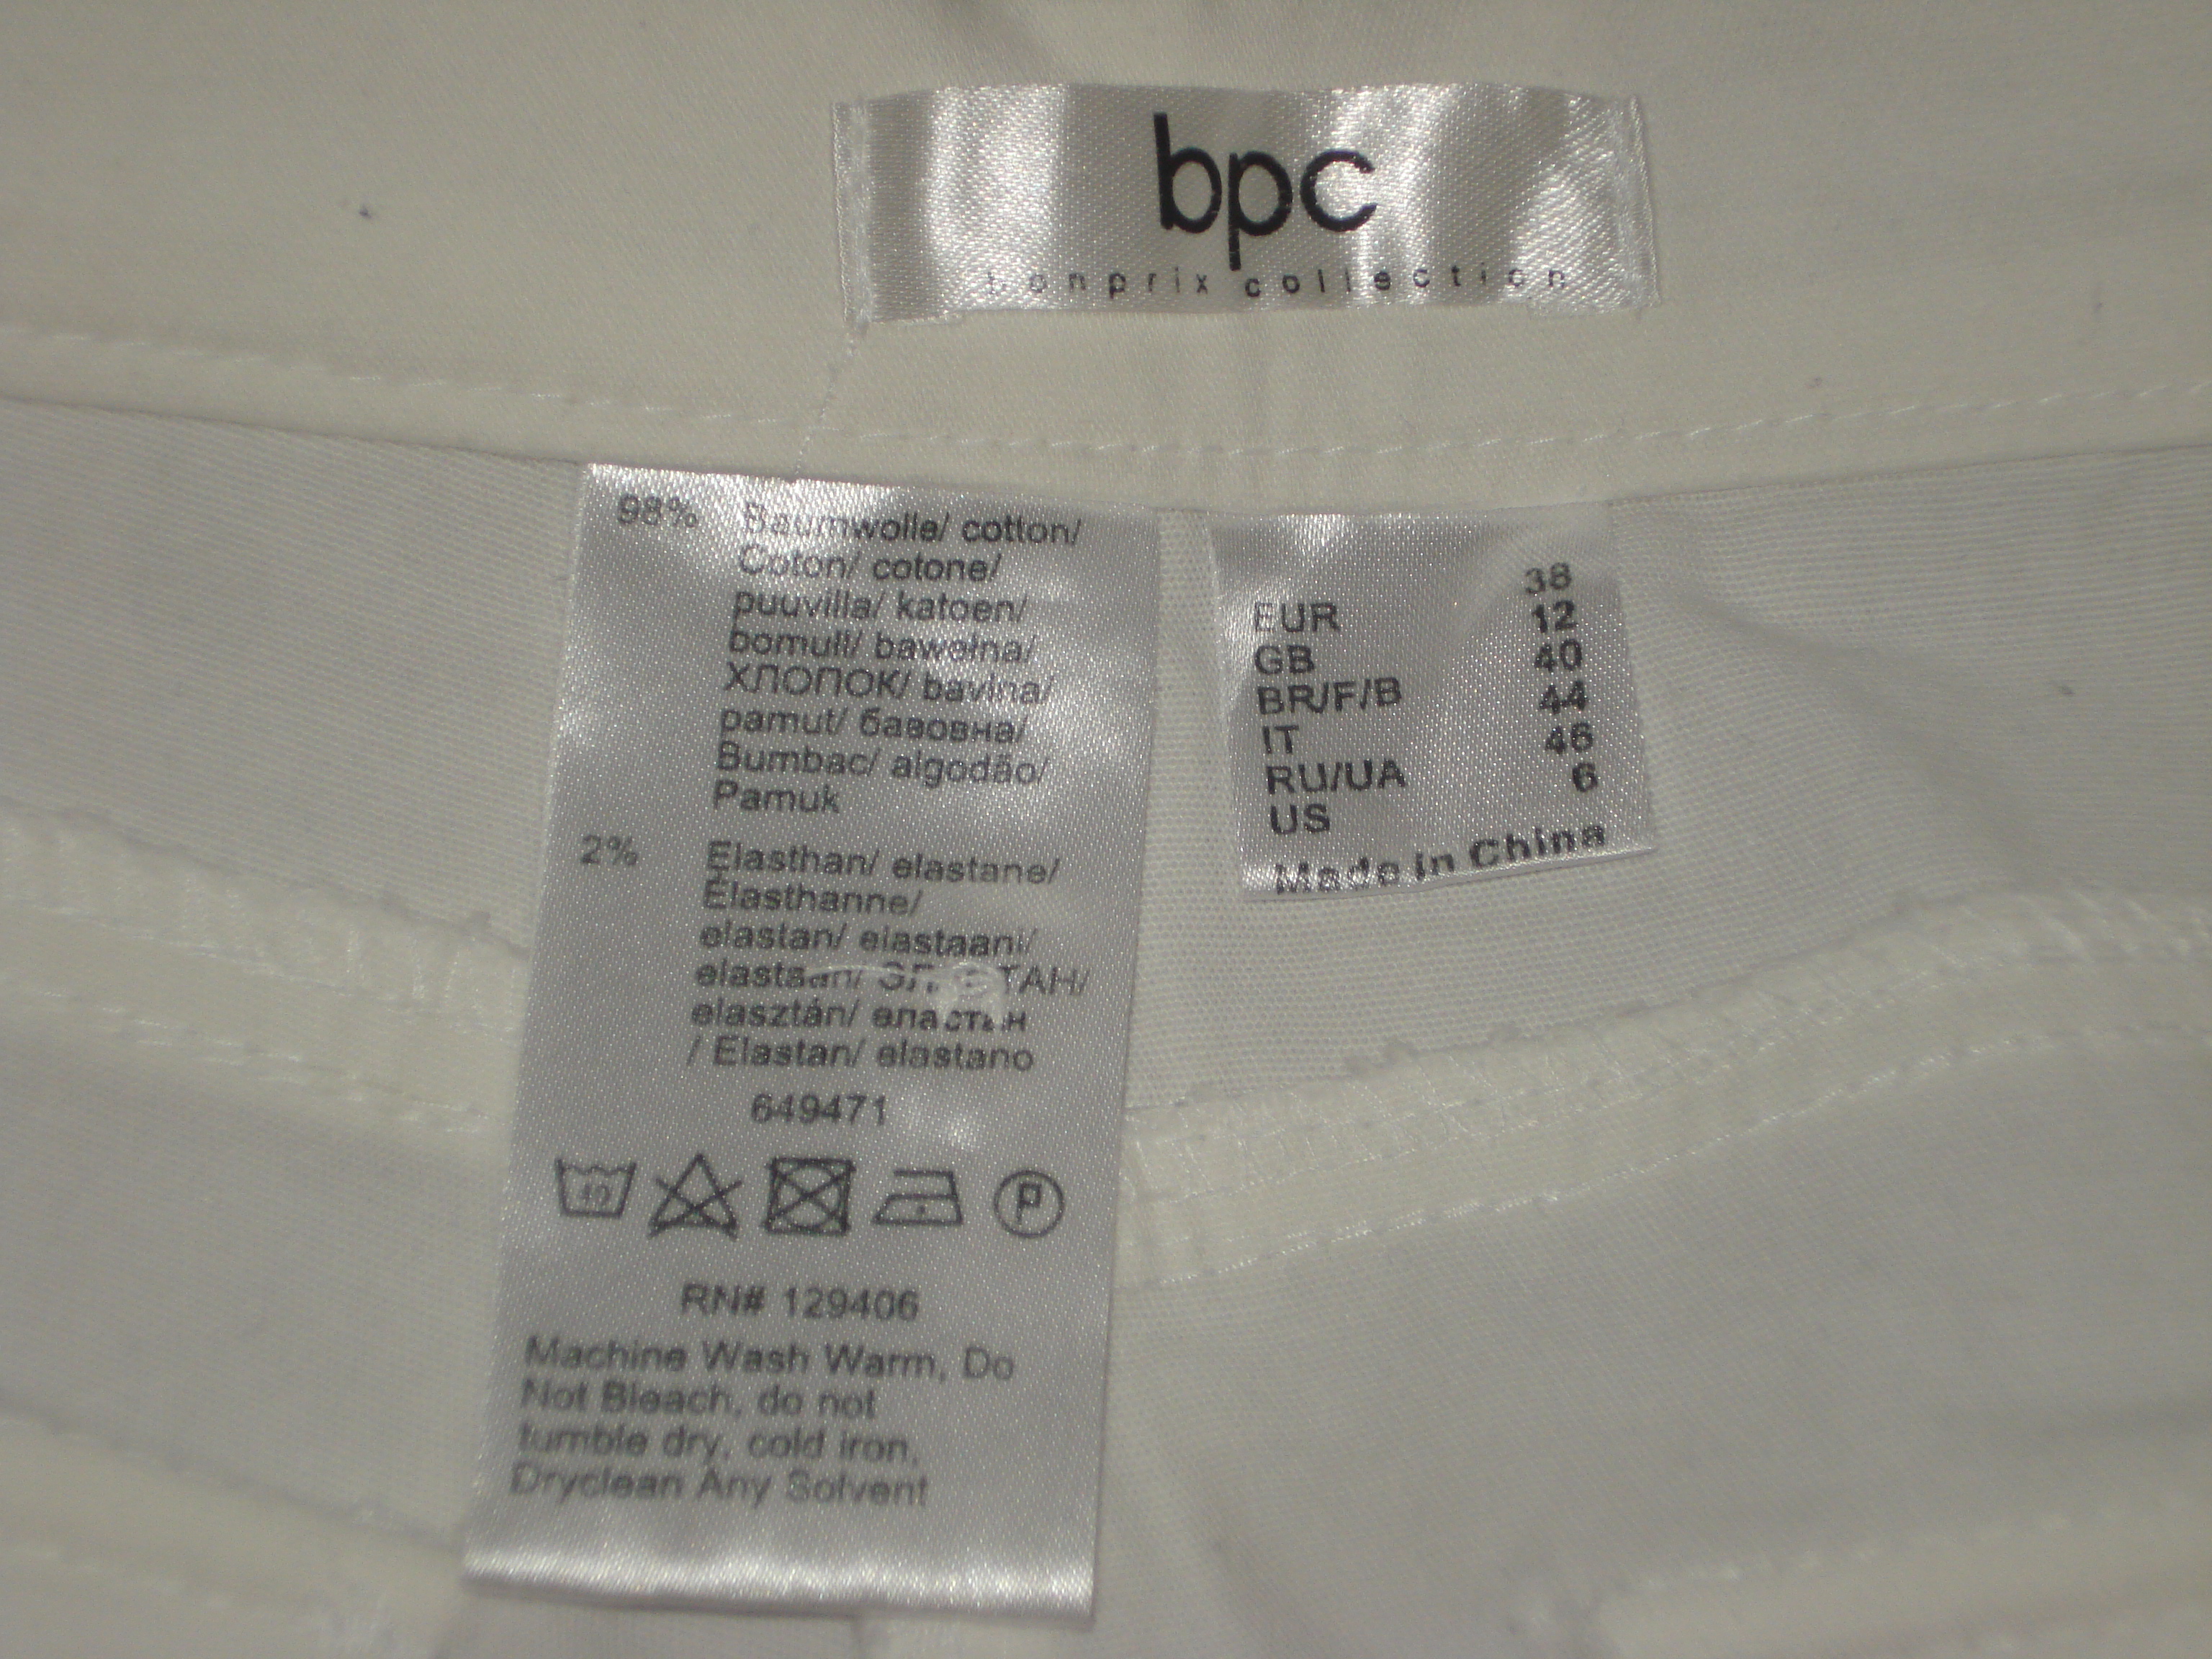 bpc
bonprix collection
98% Baumwolle/ cotton/
Coton/ cotone/
puuvilla/ katoen/
bomull/ bawełna/
ХЛОПОК/ bavlna/
pamut/ бавовна/
Bumbac/ algodão/
Pamuk
2% Elasthan/ elastane/
Élasthanne/
elastan/ elastaani/
elastaan/ ЭЛАСТАН/
elasztán/ еластан
/ Elastan/ elastano
649471
40 P
RN# 129406
Machine Wash Warm, Do
Not Bleach, do not
tumble dry, cold iron,
Dryclean Any Solvent
EUR 38
GB 12
BR/F/B 40
IT 44
RU/UA 46
US 6
Made in China